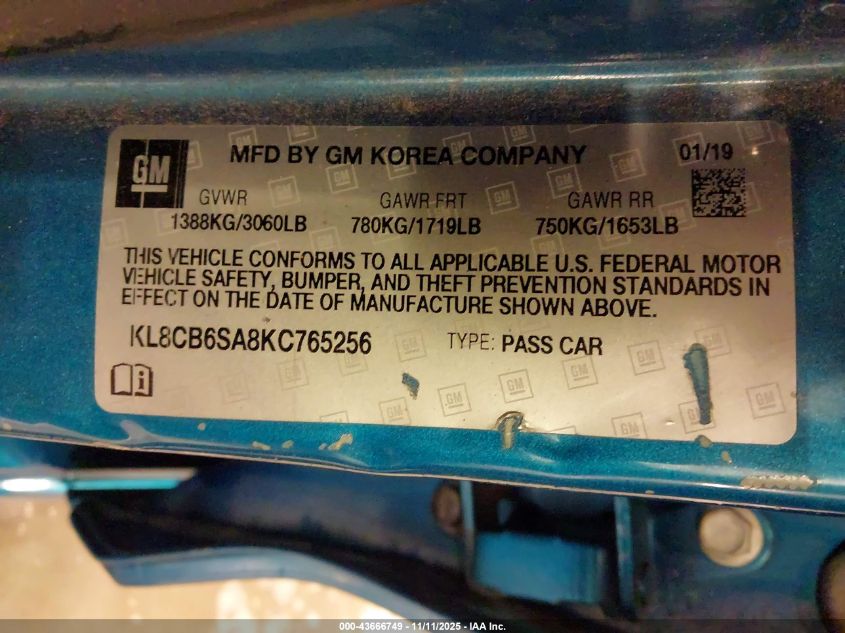 GM
MFD BY GM KOREA COMPANY 01/19
GVWR GAWR FRT GAWR RR
1388KG/3060LB 780KG/1719LB 750KG/1653LB
THIS VEHICLE CONFORMS TO ALL APPLICABLE U.S. FEDERAL MOTOR
VEHICLE SAFETY, BUMPER, AND THEFT PREVENTION STANDARDS IN
EFFECT ON THE DATE OF MANUFACTURE SHOWN ABOVE.
KL8CB6SA8KC765256 TYPE: PASS CAR
000-43666749 - 11/11/2025 - IAA Inc.